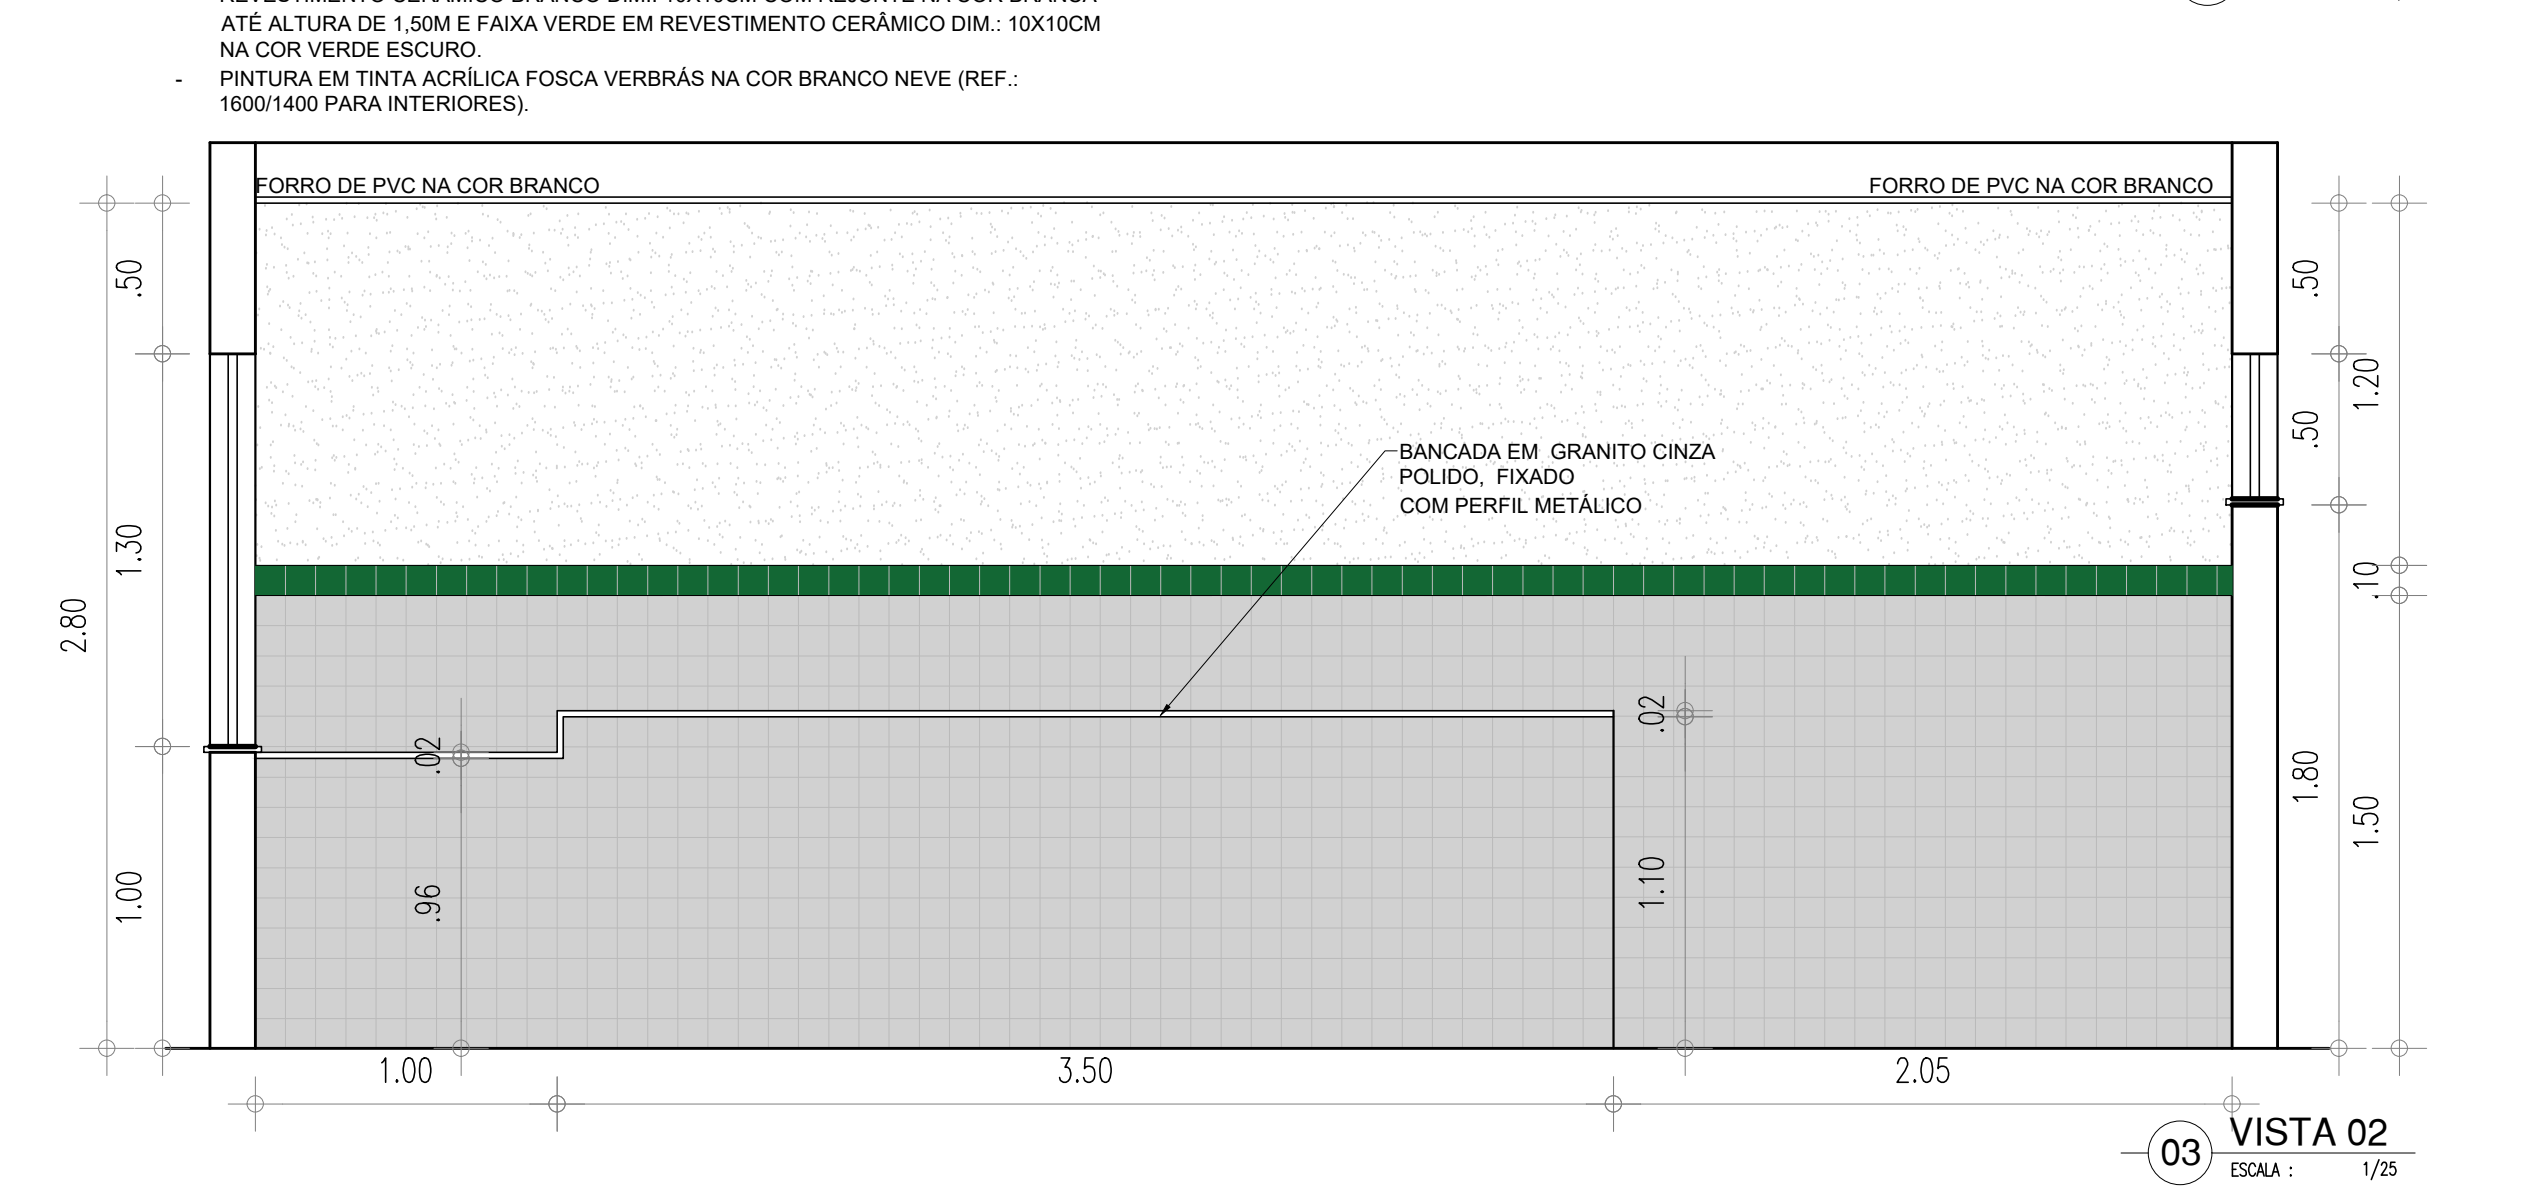 ATÉ ALTURA DE 1,50M E FAIXA VERDE EM REVESTIMENTO CERÂMICO DIM.: 10X10CM
NA COR VERDE ESCURO.
- PINTURA EM TINTA ACRÍLICA FOSCA VERBRÁS NA COR BRANCO NEVE (REF.:
1600/1400 PARA INTERIORES).
FORRO DE PVC NA COR BRANCO
FORRO DE PVC NA COR BRANCO
.50
1.30
2.80
1.00
.50
1.20
.50
.10
1.80
1.50
BANCADA EM GRANITO CINZA
POLIDO, FIXADO
COM PERFIL METÁLICO
.02
.96
.02
1.10
1.00
3.50
2.05
03
VISTA 02
ESCALA : 1/25